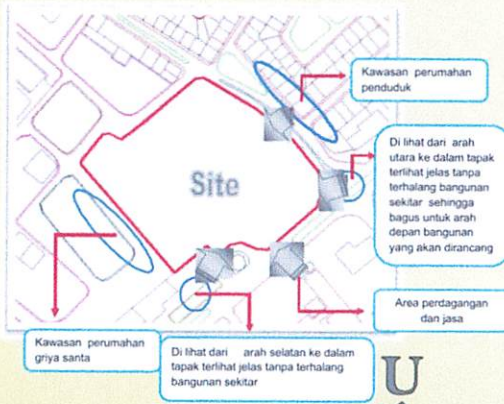 Kawasan perumahan
penduduk
Di lihat dari arah
utara ke dalam tapak
terlihat jelas tanpa
terhalang bangunan
sekitar sehingga
bagus untuk arah
depan bangunan
yang akan dirancang
Site
Area perdagangan
dan jasa
Kawasan perumahan
griya santa
Di lihat dari arah selatan ke dalam
tapak terlihat jelas tanpa terhalang
bangunan sekitar
U